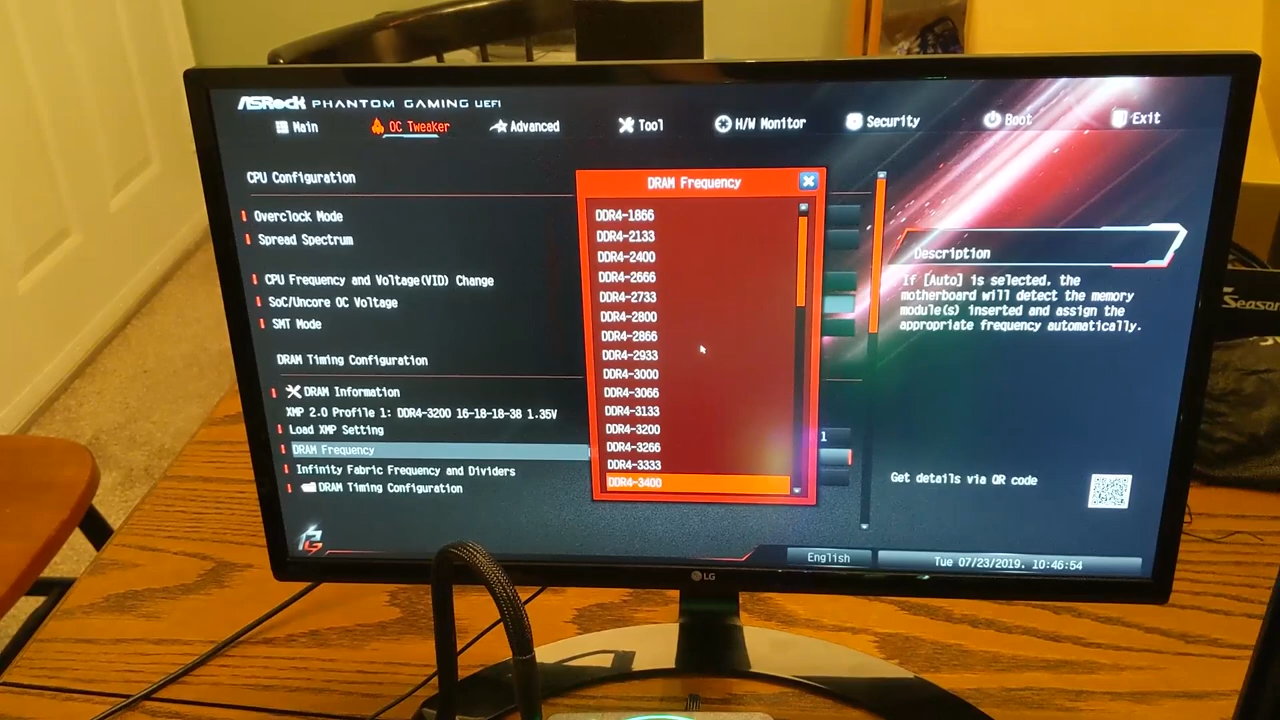 ASRock PHANTOM GAMING UEFI
Main OC Tweaker Advanced Tool H/W Monitor Security Boot Exit
CPU Configuration
Overclock Mode
Spread Spectrum
CPU Frequency and Voltage(VID) Change
SoC/Uncore OC Voltage
SMT Mode
DRAM Timing Configuration
DRAM Information
XMP 2.0 Profile 1: DDR4-3200 16-18-18-38 1.35V
Load XMP Setting
DRAM Frequency
Infinity Fabric Frequency and Dividers
DRAM Timing Configuration
DRAM Frequency
DDR4-1866
DDR4-2133
DDR4-2400
DDR4-2666
DDR4-2733
DDR4-2800
DDR4-2866
DDR4-2933
DDR4-3000
DDR4-3066
DDR4-3133
DDR4-3200
DDR4-3266
DDR4-3333
DDR4-3400
1
Description
If [Auto] is selected, the
motherboard will detect the memory
module(s) inserted and assign the
appropriate frequency automatically.
Get details via QR code
English
Tue 07/23/2019. 10:46:54
LG